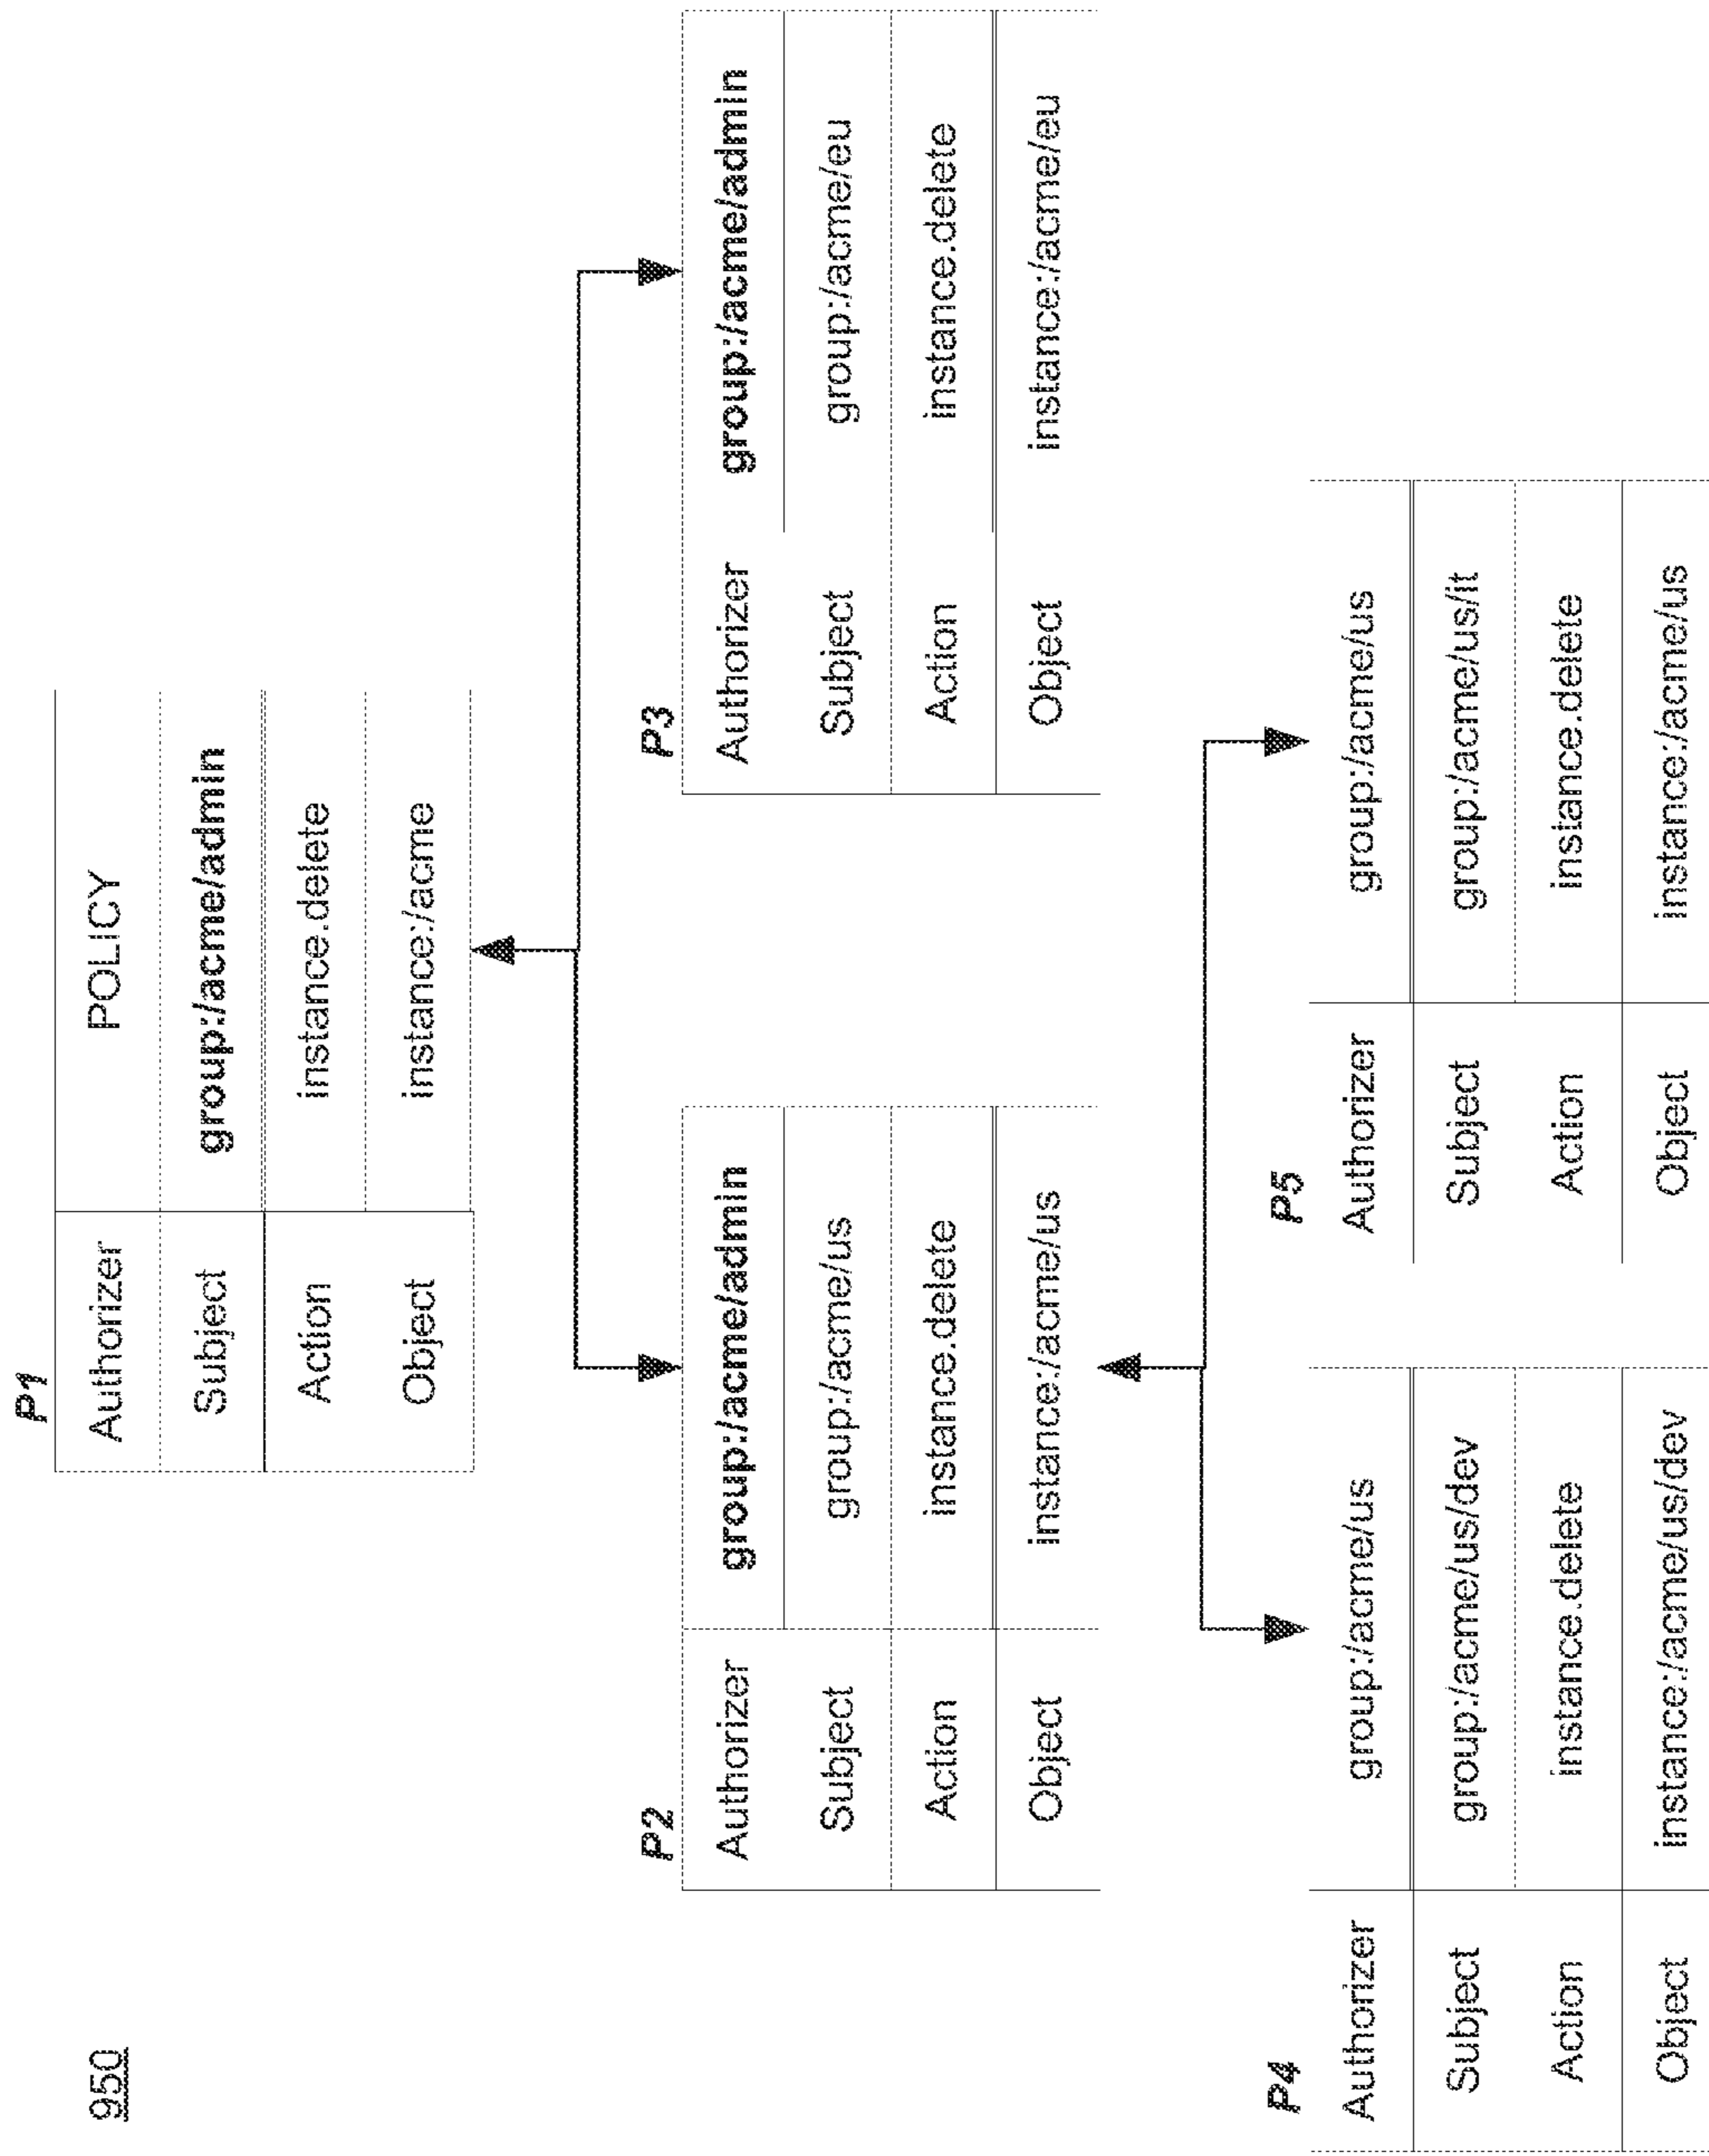 950
P1
Authorizer POLICY
Subject group:/acme/admin
Action instance.delete
Object instance:/acme
P2
Authorizer group:/acme/admin
Subject group:/acme/us
Action instance.delete
Object instance:/acme/us
P3
Authorizer group:/acme/admin
Subject group:/acme/eu
Action instance.delete
Object instance:/acme/eu
P4
Authorizer group:/acme/us
Subject group:/acme/us/dev
Action instance.delete
Object instance:/acme/us/dev
P5
Authorizer group:/acme/us
Subject group:/acme/us/it
Action instance.delete
Object instance:/acme/us